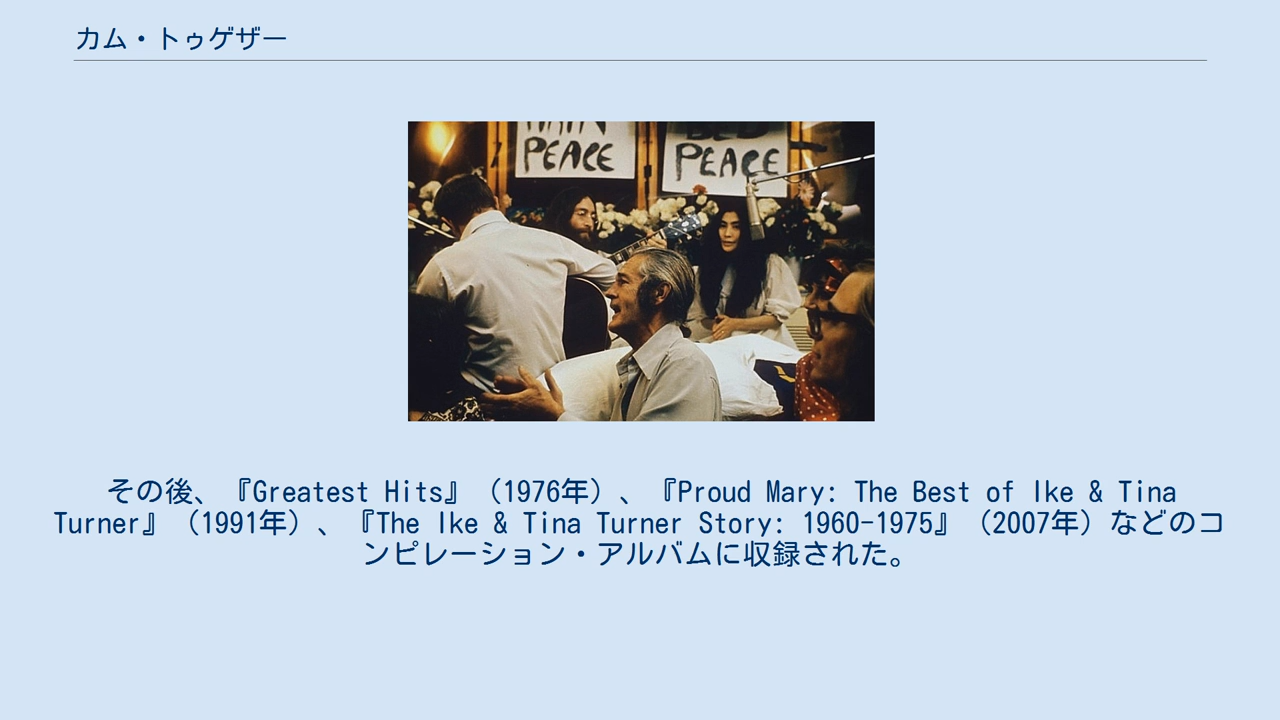 カム・トゥゲザー
PEACE
BED
PEACE
その後、『Greatest Hits』（1976年）、『Proud Mary: The Best of Ike & Tina
Turner』（1991年）、『The Ike & Tina Turner Story: 1960-1975』（2007年）などのコ
ンピレーション・アルバムに収録された。